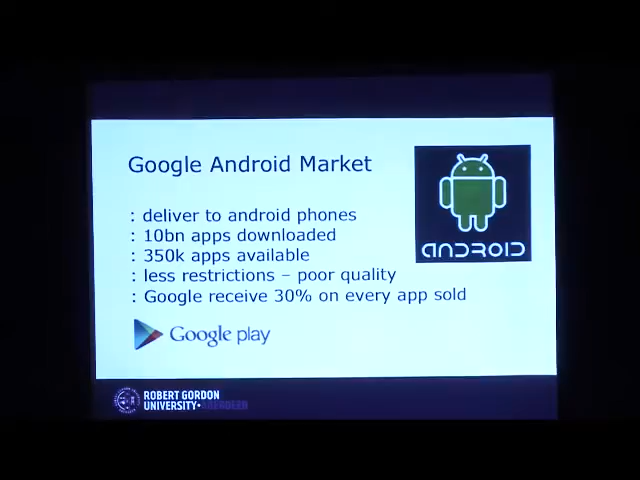 Google Android Market
: deliver to android phones
: 10bn apps downloaded
: 350k apps available
: less restrictions – poor quality
: Google receive 30% on every app sold
ANDROID
Google play
ROBERT GORDON
UNIVERSITY•ABERDEEN